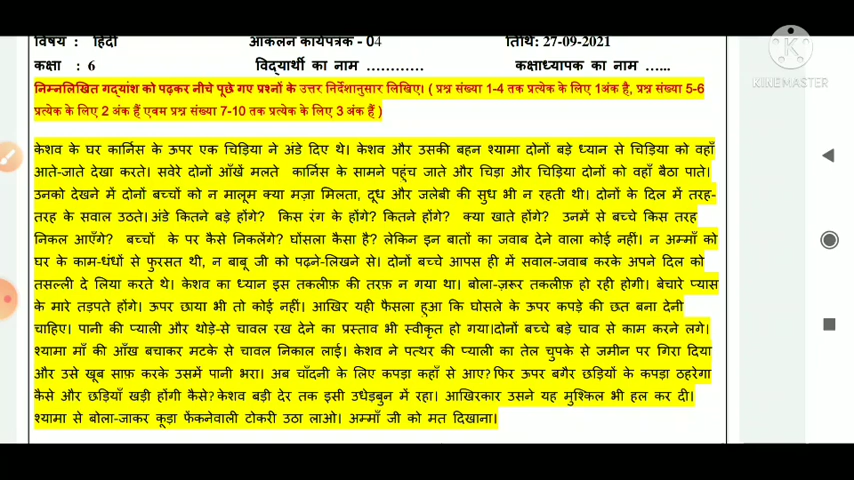 विषय : हिंदी आकलन कार्यपत्रक - 04 तिथि: 27-09-2021
कक्षा : 6 विद्यार्थी का नाम ………… कक्षाध्यापक का नाम …...
निम्नलिखित गद्यांश को पढ़कर नीचे पूछे गए प्रश्नों के उत्तर निर्देशानुसार लिखिए। ( प्रश्न संख्या 1-4 तक प्रत्येक के लिए 1अंक है, प्रश्न संख्या 5-6
प्रत्येक के लिए 2 अंक हैं एवम प्रश्न संख्या 7-10 तक प्रत्येक के लिए 3 अंक हैं )
केशव के घर कार्निस के ऊपर एक चिड़िया ने अंडे दिए थे। केशव और उसकी बहन श्यामा दोनों बड़े ध्यान से चिड़िया को वहाँ
आते-जाते देखा करते। सवेरे दोनों आँखें मलते कार्निस के सामने पहुंच जाते और चिड़ा और चिड़िया दोनों को वहाँ बैठा पाते।
उनको देखने में दोनों बच्चों को न मालूम क्या मज़ा मिलता, दूध और जलेबी की सुध भी न रहती थी। दोनों के दिल में तरह-
तरह के सवाल उठते। अंडे कितने बड़े होंगे? किस रंग के होंगे? कितने होंगे? क्या खाते होंगे? उनमें से बच्चे किस तरह
निकल आएँगे? बच्चों के पर कैसे निकलेंगे? घोंसला कैसा है? लेकिन इन बातों का जवाब देने वाला कोई नहीं। न अम्माँ को
घर के काम-धंधों से फुरसत थी, न बाबू जी को पढ़ने-लिखने से। दोनों बच्चे आपस ही में सवाल-जवाब करके अपने दिल को
तसल्ली दे लिया करते थे। केशव का ध्यान इस तकलीफ़ की तरफ़ न गया था। बोला-ज़रूर तकलीफ़ हो रही होगी। बेचारे प्यास
के मारे तड़पते होंगे। ऊपर छाया भी तो कोई नहीं। आखिर यही फैसला हुआ कि घोसले के ऊपर कपड़े की छत बना देनी
चाहिए। पानी की प्याली और थोड़े-से चावल रख देने का प्रस्ताव भी स्वीकृत हो गया।दोनों बच्चे बड़े चाव से काम करने लगे।
श्यामा माँ की आँख बचाकर मटके से चावल निकाल लाई। केशव ने पत्थर की प्याली का तेल चुपके से जमीन पर गिरा दिया
और उसे खूब साफ़ करके उसमें पानी भरा। अब चाँदनी के लिए कपड़ा कहाँ से आए? फिर ऊपर बगैर छड़ियों के कपड़ा ठहरेगा
कैसे और छड़ियाँ खड़ी होंगी कैसे? केशव बड़ी देर तक इसी उधेड़बुन में रहा। आखिरकार उसने यह मुश्किल भी हल कर दी।
श्यामा से बोला-जाकर कूड़ा फेंकनेवाली टोकरी उठा लाओ। अम्माँ जी को मत दिखाना।
KINEMASTER